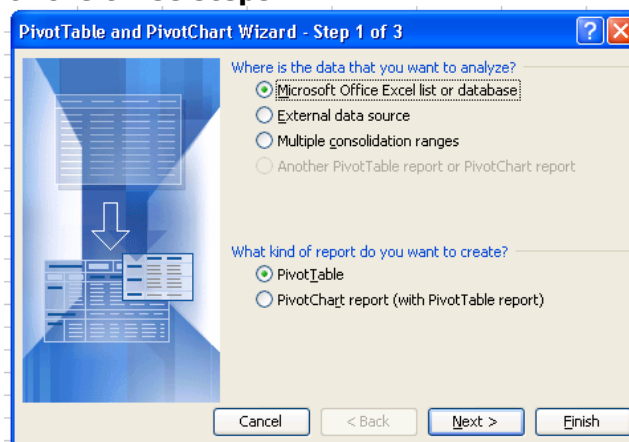 PivotTable and PivotChart Wizard - Step 1 of 3
Where is the data that you want to analyze?
Microsoft Office Excel list or database
External data source
Multiple consolidation ranges
Another PivotTable report or PivotChart report
What kind of report do you want to create?
PivotTable
PivotChart report (with PivotTable report)
Cancel
< Back
Next >
Finish